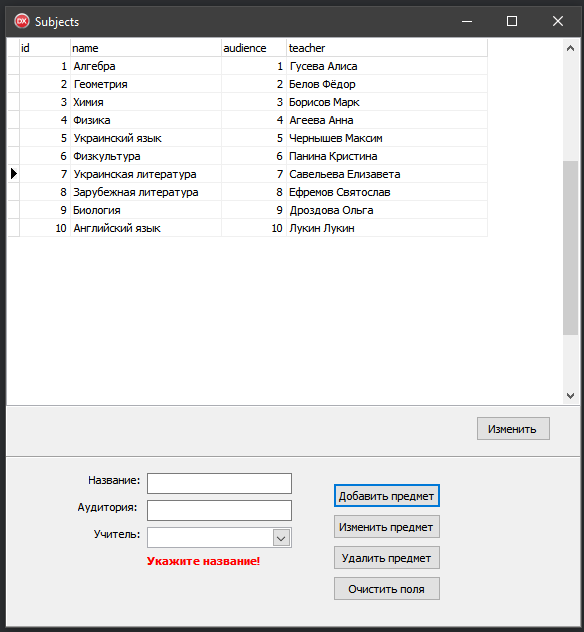 DX Subjects
id name audience teacher
1 Алгебра 1 Гусева Алиса
2 Геометрия 2 Белов Фёдор
3 Химия 3 Борисов Марк
4 Физика 4 Агеева Анна
5 Украинский язык 5 Чернышев Максим
6 Физкультура 6 Панина Кристина
7 Украинская литература 7 Савельева Елизавета
8 Зарубежная литература 8 Ефремов Святослав
9 Биология 9 Дроздова Ольга
10 Английский язык 10 Лукин Лукин
Изменить
Название:
Аудитория:
Учитель:
Укажите название!
Добавить предмет
Изменить предмет
Удалить предмет
Очистить поля